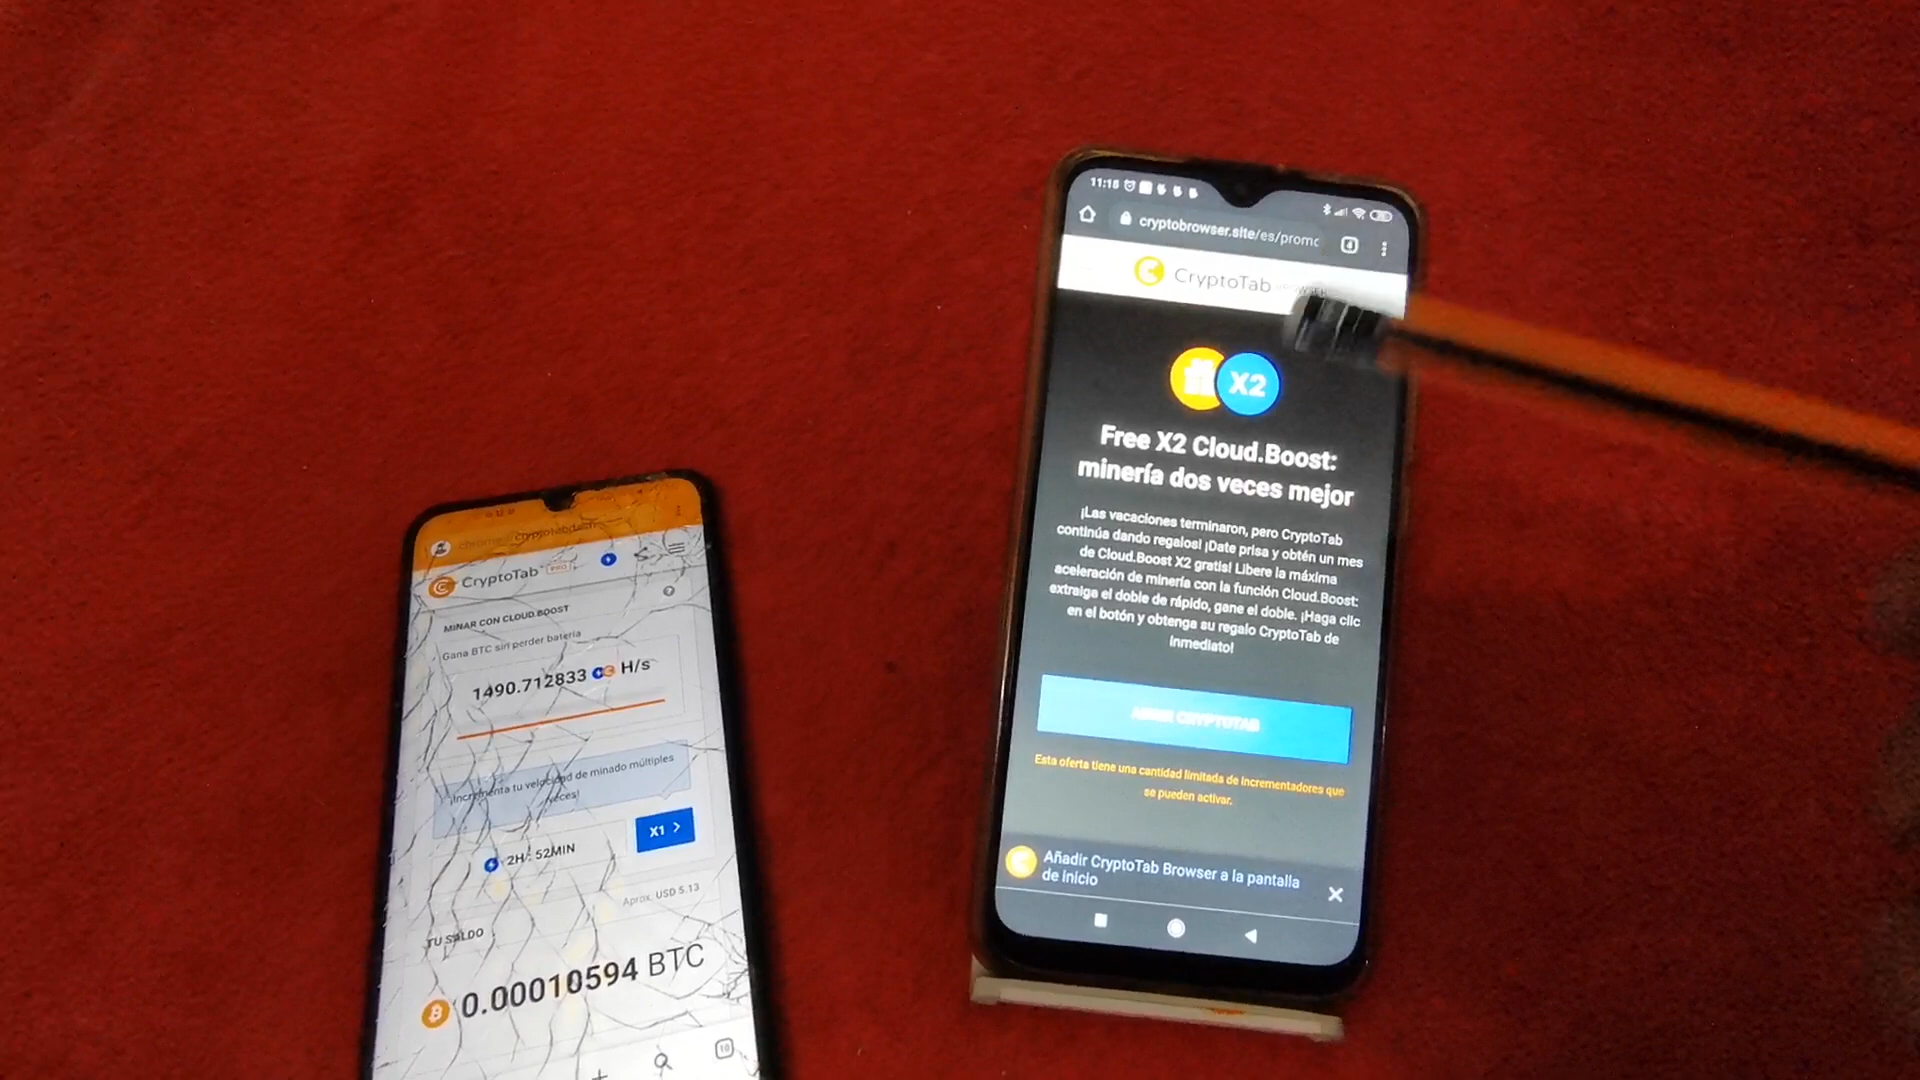 CryptoTab PRO
MINAR CON CLOUD.BOOST
Gana BTC sin perder batería
1490.712833 H/s
¡Incrementa tu velocidad de minado múltiples
veces!
2H : 52MIN
X1 >
Aprox. USD 5.13
TU SALDO
0.00010594 BTC
10
11:16
cryptobrowser.site/es/promo
4
CryptoTab
X2
Free X2 Cloud.Boost:
minería dos veces mejor
¡Las vacaciones terminaron, pero CryptoTab
continúa dando regalos! ¡Date prisa y obtén un mes
de Cloud.Boost X2 gratis! Libere la máxima
aceleración de minería con la función Cloud.Boost:
extraiga el doble de rápido, gane el doble. ¡Haga clic
en el botón y obtenga su regalo CryptoTab de
inmediato!
CRYPTOTAB
Esta oferta tiene una cantidad limitada de incrementadores que
se pueden activar.
Añadir CryptoTab Browser a la pantalla
de inicio